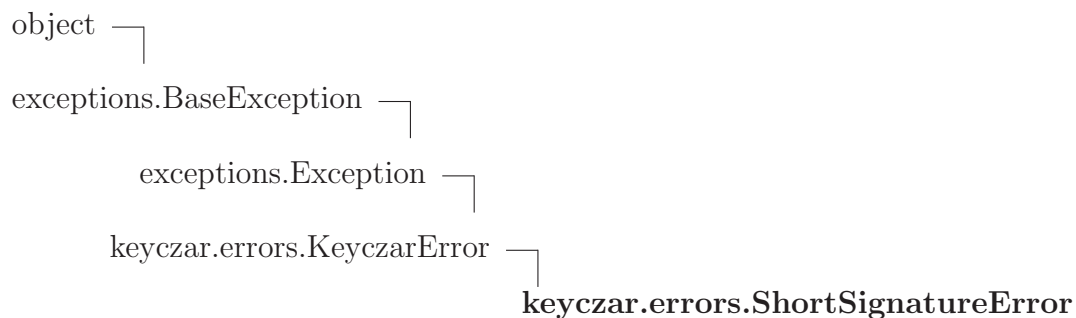 object
exceptions.BaseException
exceptions.Exception
keyczar.errors.KeyczarError
keyczar.errors.ShortSignatureError